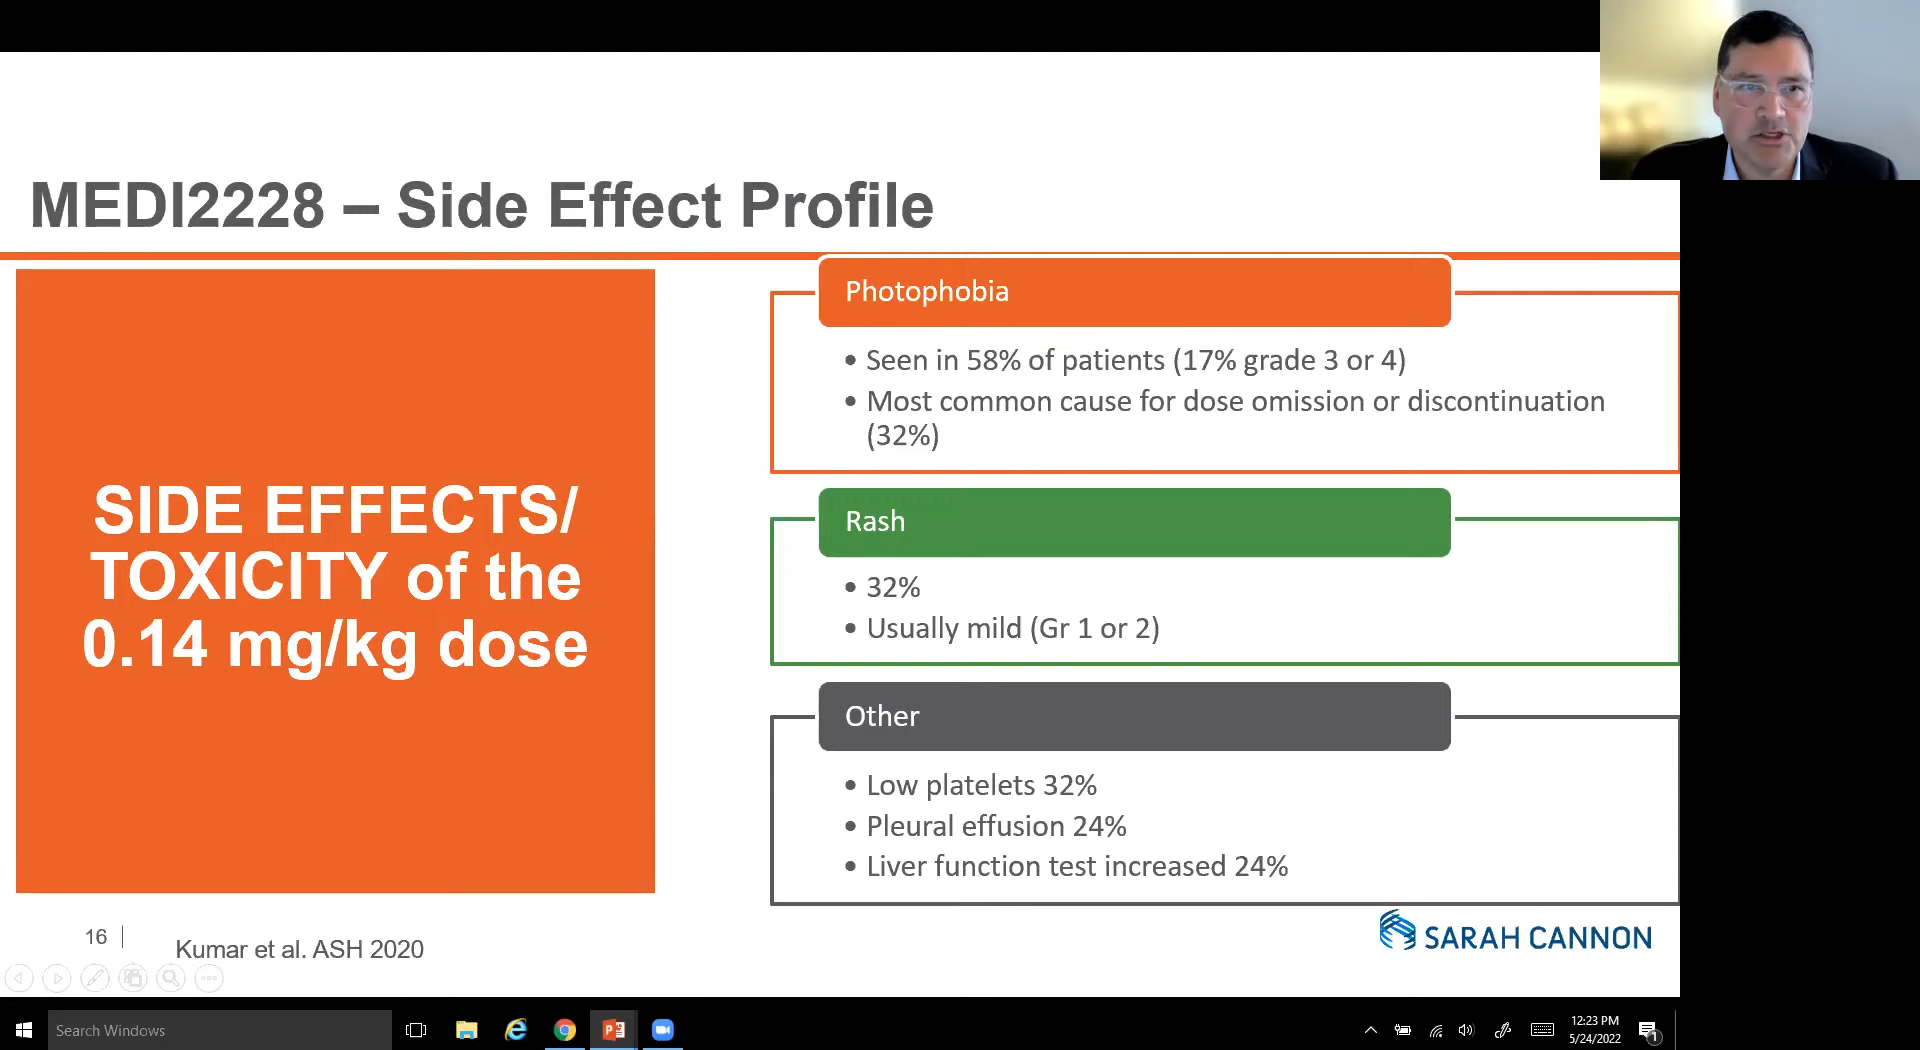 MEDI2228 – Side Effect Profile
SIDE EFFECTS/
TOXICITY of the
0.14 mg/kg dose
Photophobia
• Seen in 58% of patients (17% grade 3 or 4)
• Most common cause for dose omission or discontinuation
(32%)
Rash
• 32%
• Usually mild (Gr 1 or 2)
Other
• Low platelets 32%
• Pleural effusion 24%
• Liver function test increased 24%
16
Kumar et al. ASH 2020
SARAH CANNON
Search Windows
12:23 PM
5/24/2022
1